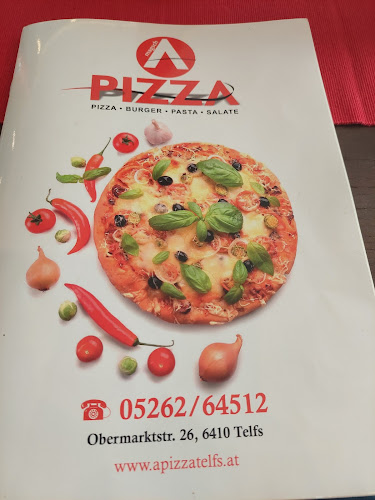 A
PIZZA
PIZZA • BURGER • PASTA • SALATE
05262/64512
Obermarktstr. 26, 6410 Telfs
www.apizzatelfs.at